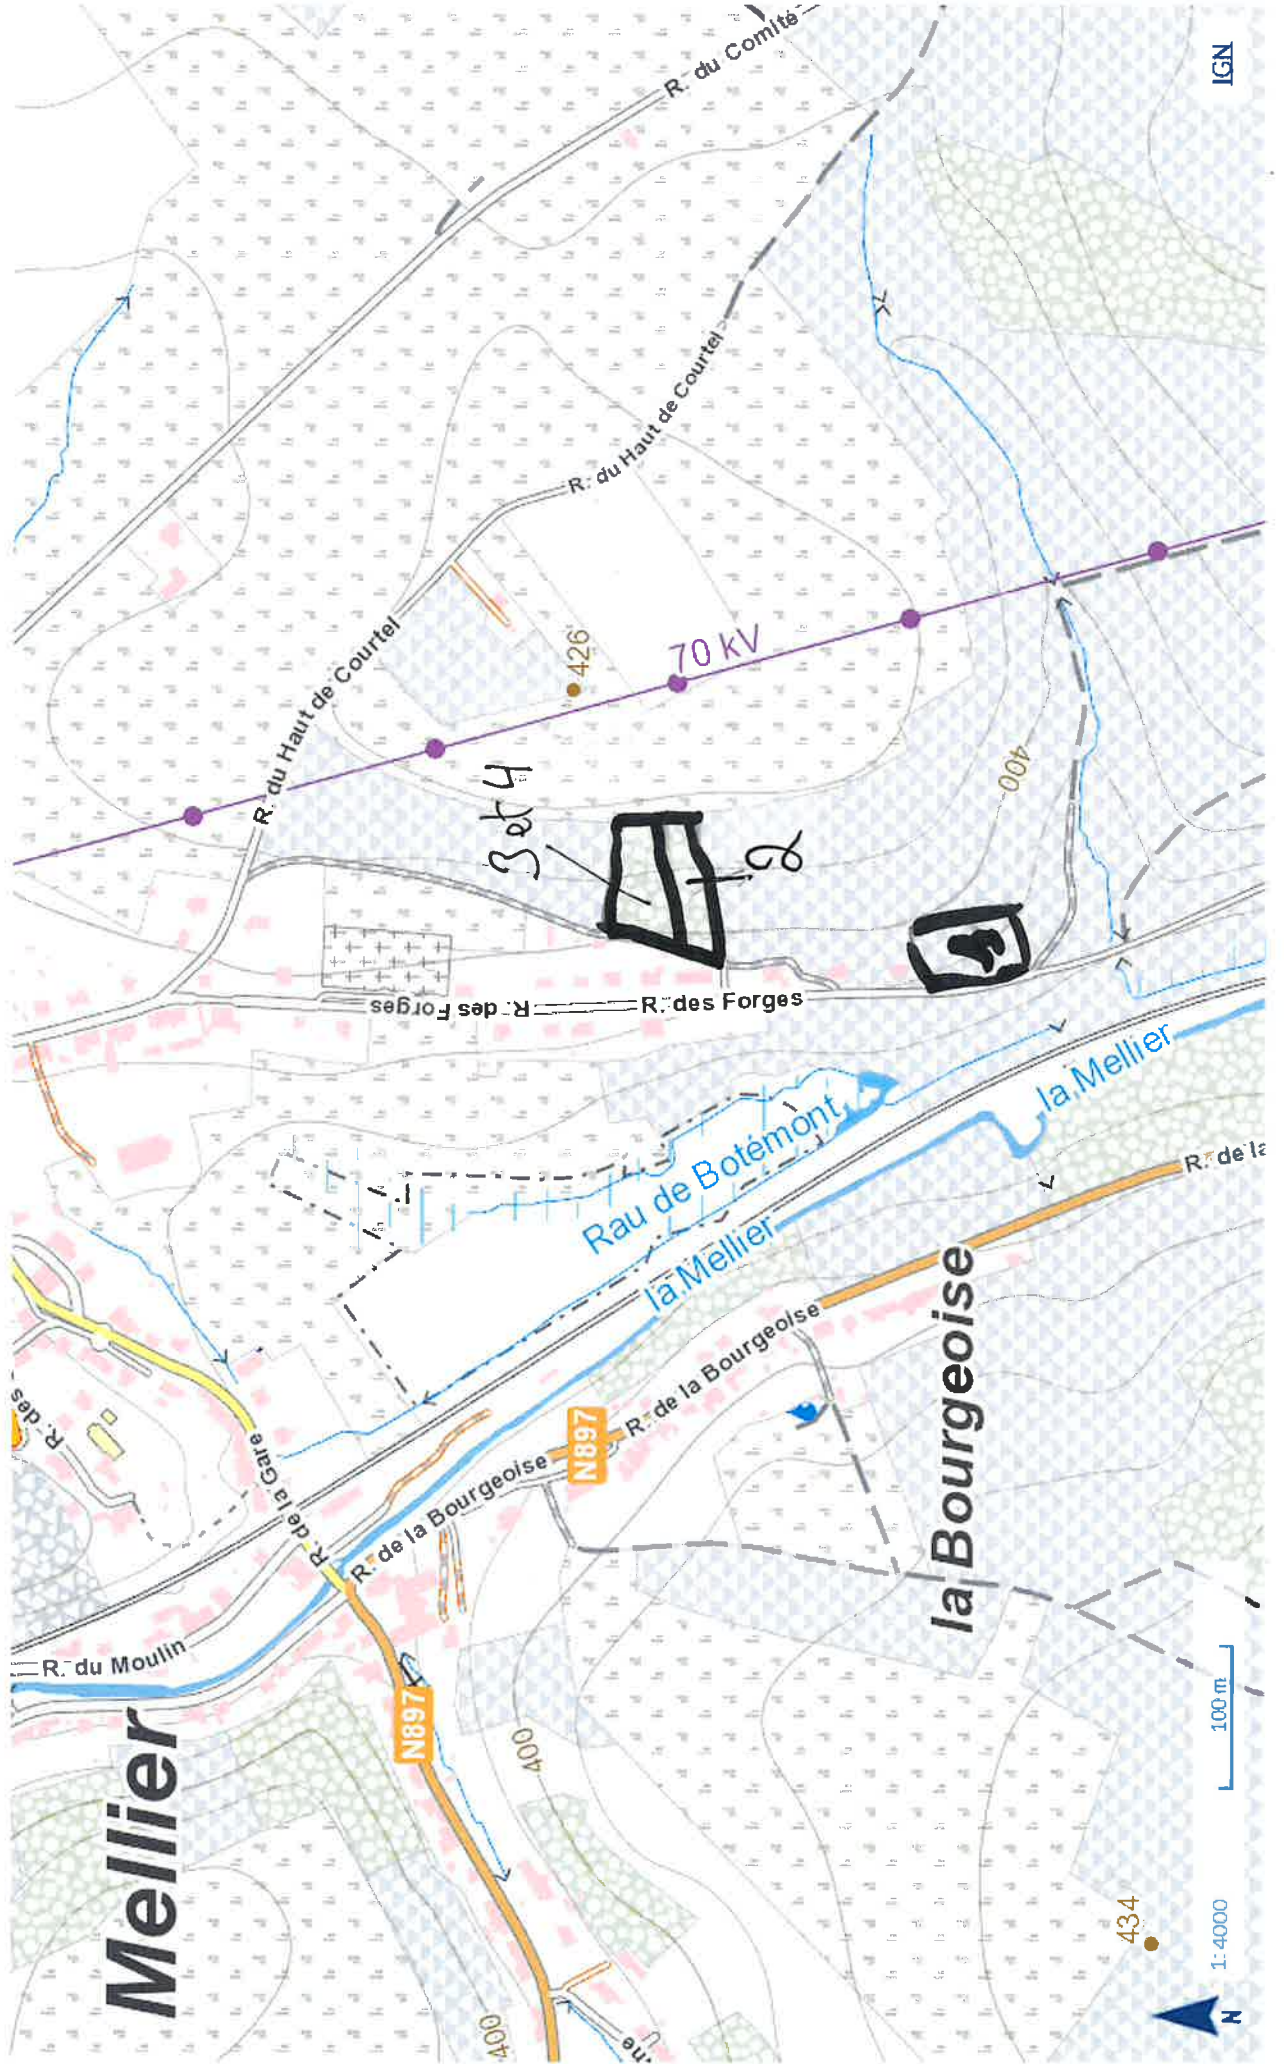 R. du Comité
IGN
R. du Haut de Courtel
R. du Haut de Courtel
426
70 kV
3 et 4
2
400
R. des Forges
R. des Forges
la Mellier
Rau de Botémont
la Mellier
R. de la
R. des
R. de la Gare
R. de la Bourgeoise
N897
R. de la Bourgeoise
la Bourgeoise
R. du Moulin
Mellier
N897
400
100 m
434
1: 4000
400
N